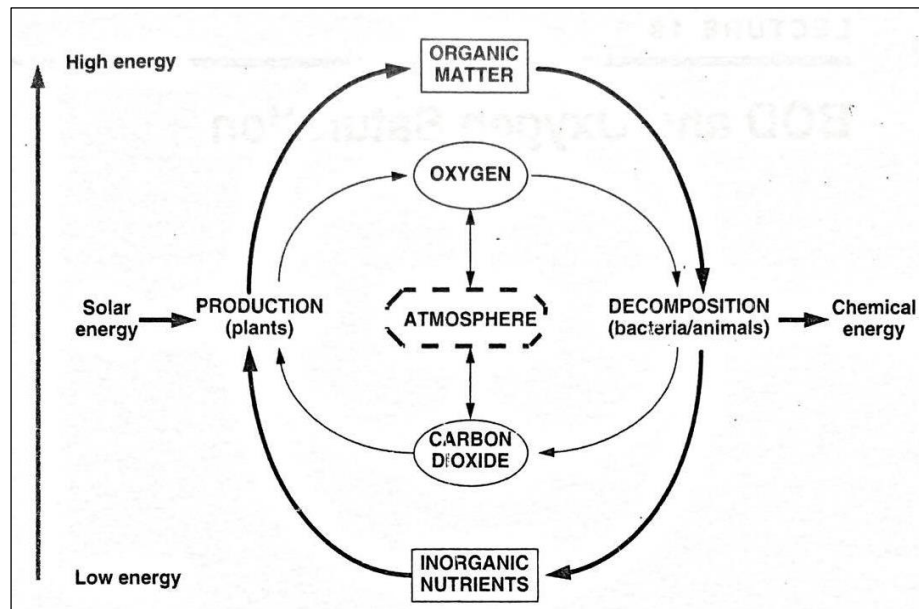 High energy
ORGANIC
MATTER
OXYGEN
Solar
energy
PRODUCTION
(plants)
ATMOSPHERE
DECOMPOSITION
(bacteria/animals)
Chemical
energy
CARBON
DIOXIDE
Low energy
INORGANIC
NUTRIENTS